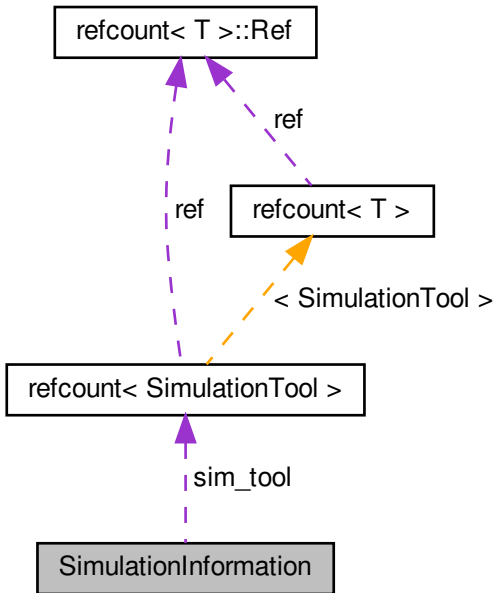 refcount< T >::Ref
ref
ref
refcount< T >
< SimulationTool >
refcount< SimulationTool >
sim_tool
SimulationInformation